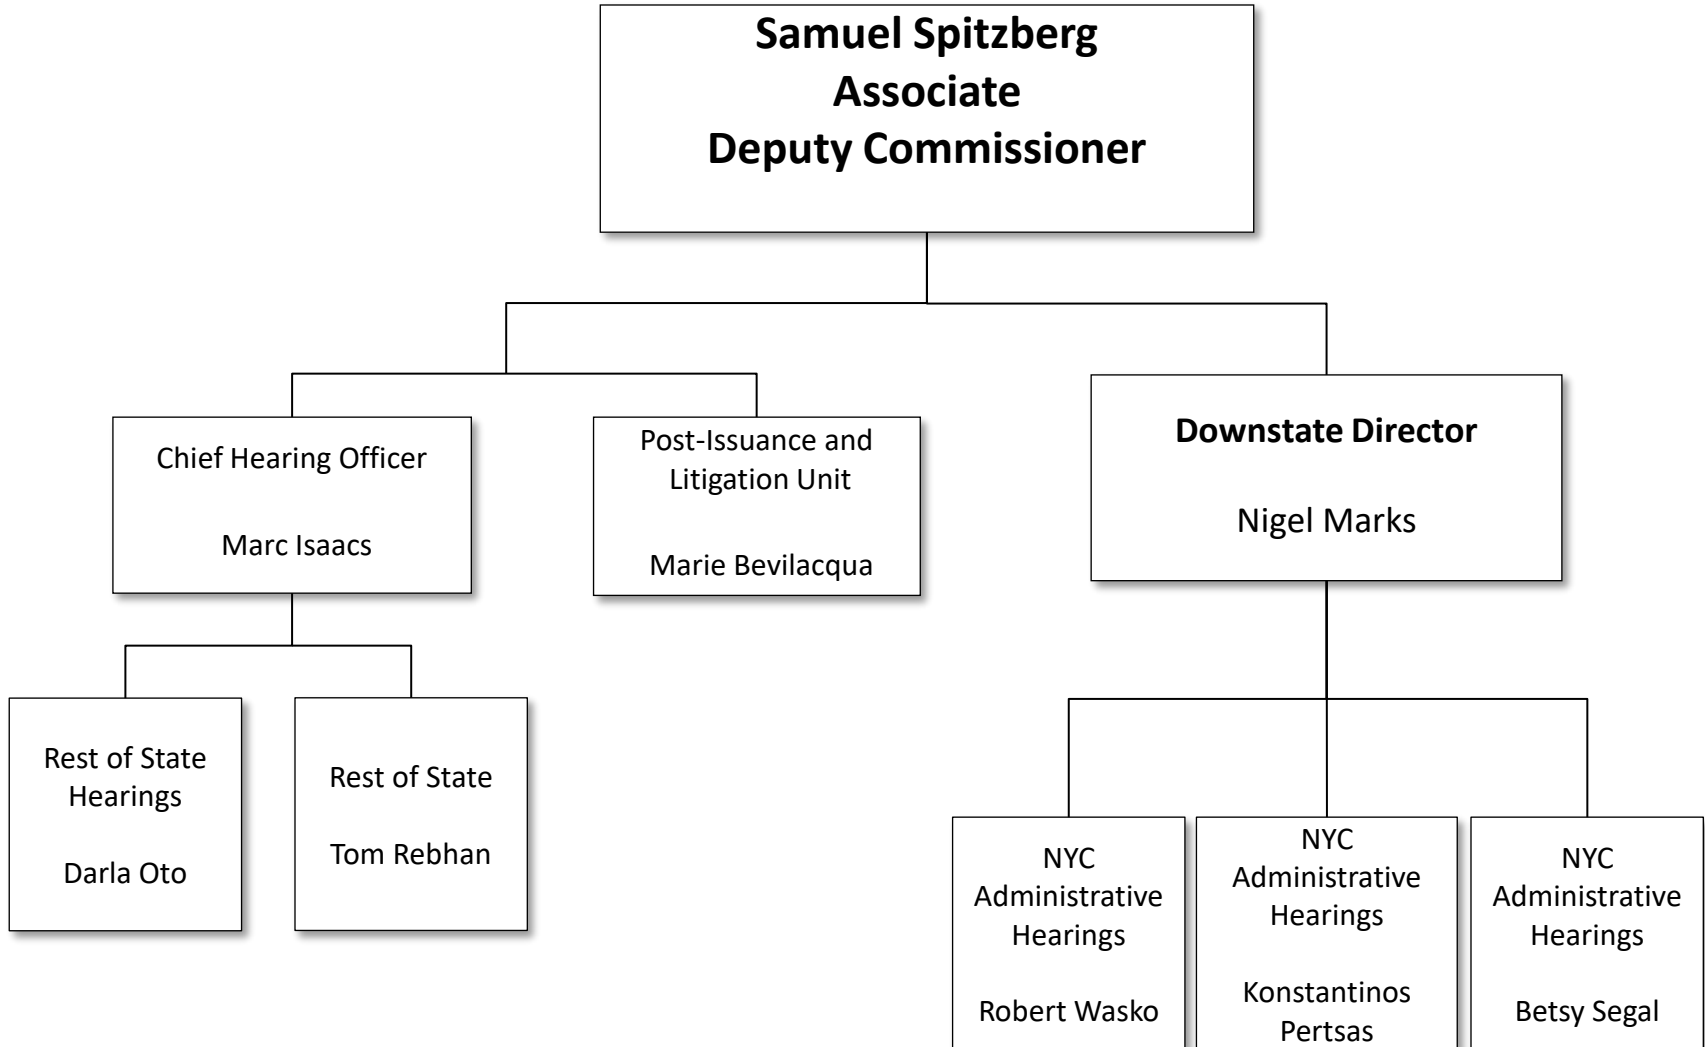 Samuel Spitzberg
Associate
Deputy Commissioner
Chief Hearing Officer
Marc Isaacs
Post-Issuance and
Litigation Unit
Marie Bevilacqua
Downstate Director
Nigel Marks
Rest of State
Hearings
Darla Oto
Rest of State
Tom Rebhan
NYC
Administrative
Hearings
Robert Wasko
NYC
Administrative
Hearings
Konstantinos
Pertsas
NYC
Administrative
Hearings
Betsy Segal